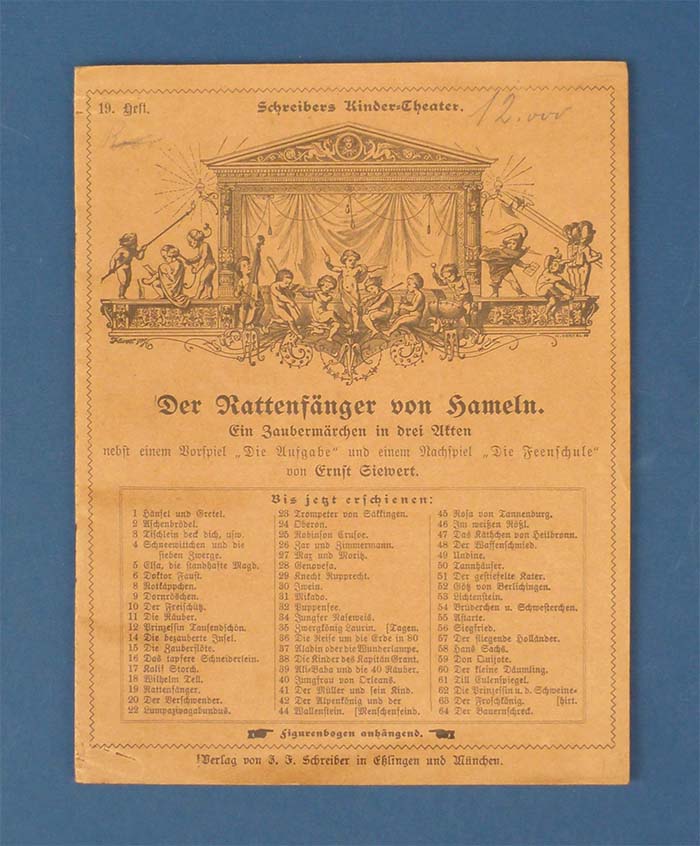 19. Heft.
Schreibers Kinder=Theater.
12.000
Der Rattenfänger von Hameln.
Ein Zaubermärchen in drei Akten
nebst einem Vorspiel „Die Aufgabe“ und einem Nachspiel „Die Feenschule“
von Ernst Siewert.
Bis jetzt erschienen:
1 Hänsel und Gretel.
2 Aschenbrödel.
3 Tischlein deck dich, usw.
4 Schneewittchen und die
sieben Zwerge.
5 Elsa, die standhafte Magd.
6 Doktor Faust.
8 Rotkäppchen.
9 Dornröschen.
10 Der Freischütz.
11 Die Räuber.
12 Prinzessin Tausendschön.
14 Die bezauberte Insel.
15 Die Zauberflöte.
16 Das tapfere Schneiderlein.
17 Kalif Storch.
18 Wilhelm Tell.
19 Rattenfänger.
20 Der Verschwender.
22 Lumpazivagabundus.
23 Trompeter von Säkkingen.
24 Oberon.
25 Robinson Crusoe.
26 Zar und Zimmermann.
27 Max und Moritz.
28 Genovefa.
29 Knecht Rupprecht.
30 Iwein.
31 Mikado.
32 Puppenfee.
34 Jungfer Naseweis.
35 Zwergkönig Laurin. [Tagen.
36 Die Reise um die Erde in 80
37 Aladin oder die Wunderlampe.
38 Die Kinder des Kapitän Grant.
39 Ali=Baba und die 40 Räuber.
40 Jungfrau von Orleans.
41 Der Müller und sein Kind.
42 Der Alpenkönig und der
44 Wallenstein. [Menschenfeind.
45 Rosa von Tannenburg.
46 Im weißen Rößl.
47 Das Käthchen von Heilbronn.
48 Der Waffenschmied.
49 Undine.
50 Tannhäuser.
51 Der gestiefelte Kater.
52 Götz von Berlichingen.
53 Lichtenstein.
54 Brüderchen u. Schwesterchen.
55 Astarte.
56 Siegfried.
57 Der fliegende Holländer.
58 Hans Sachs.
59 Don Quijote.
60 Der kleine Däumling.
61 Till Eulenspiegel.
62 Die Prinzessin u. d. Schweine=
63 Der Froschkönig. [hirt.
64 Der Bauernschreck.
Figurenbogen anhängend.
Verlag von J. F. Schreiber in Eßlingen und München.